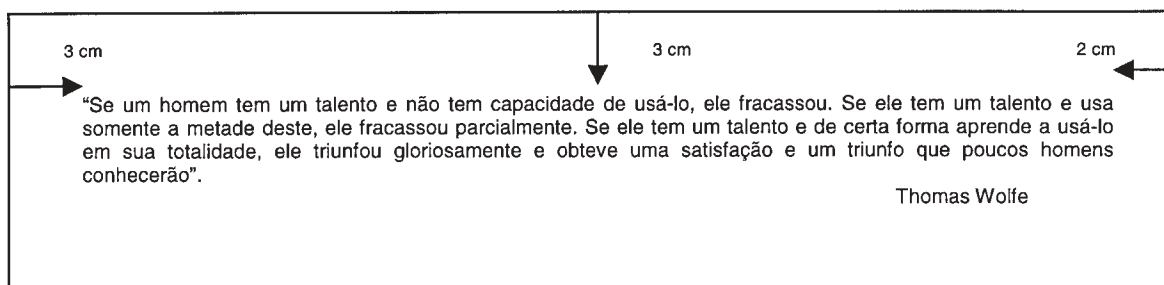 3 cm 3 cm 2 cm
“Se um homem tem um talento e não tem capacidade de usá-lo, ele fracassou. Se ele tem um talento e usa
somente a metade deste, ele fracassou parcialmente. Se ele tem um talento e de certa forma aprende a usá-lo
em sua totalidade, ele triunfou gloriosamente e obteve uma satisfação e um triunfo que poucos homens
conhecerão”.
Thomas Wolfe